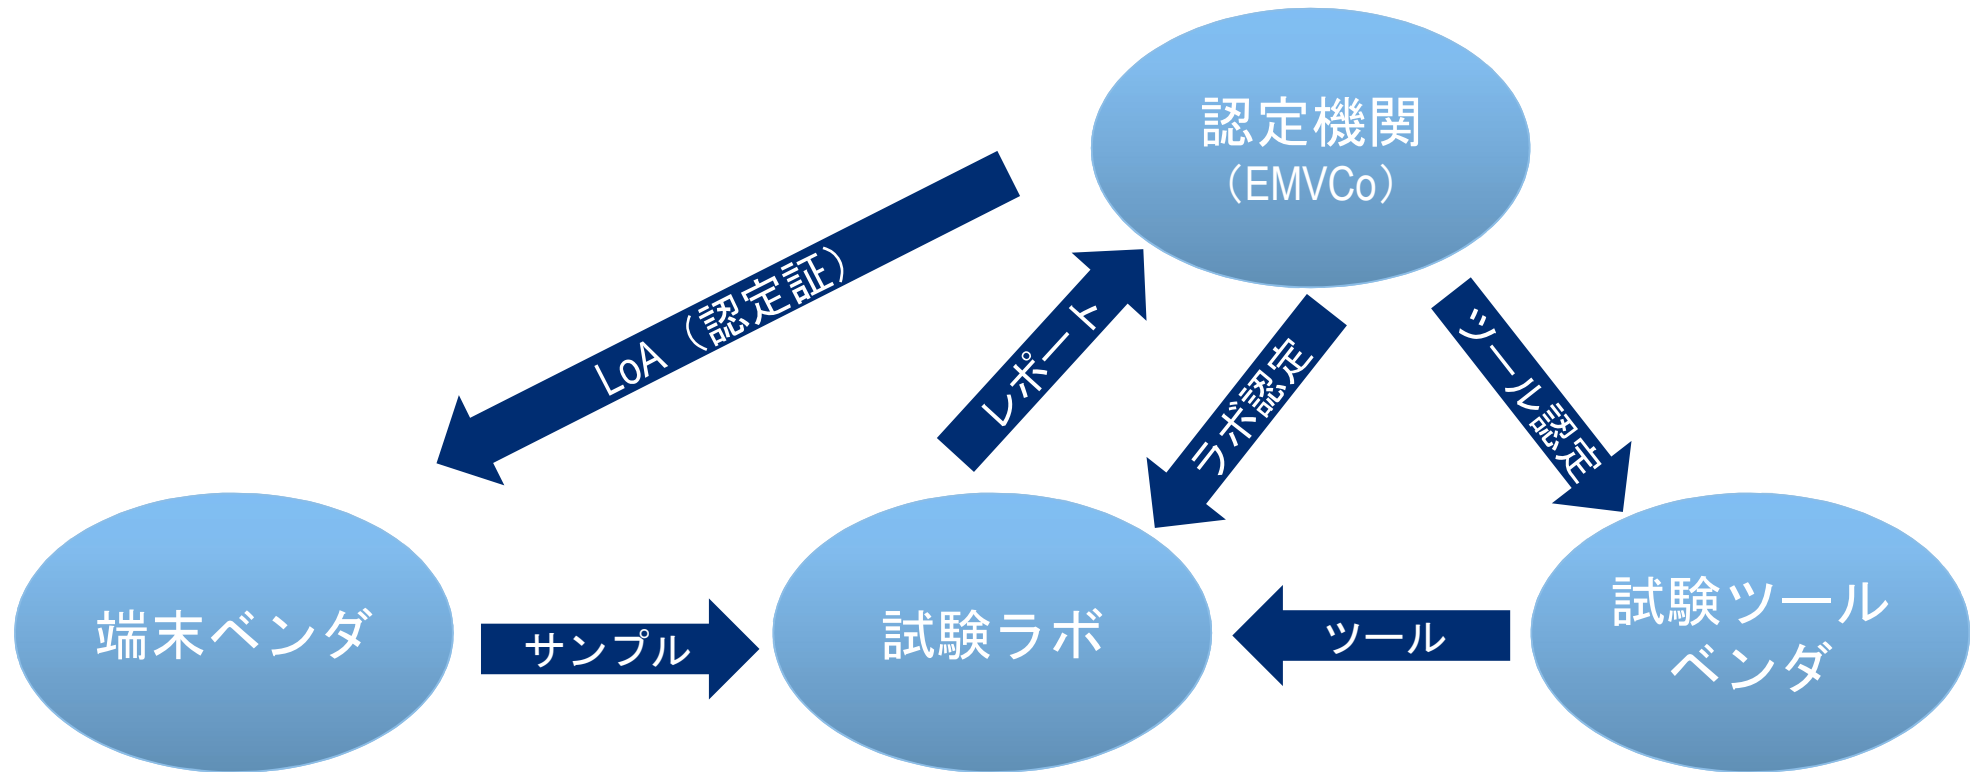 認定機関
（EMVCo）
LoA（認定証）
レポート
ラボ認定
ツール認定
端末ベンダ
サンプル
試験ラボ
ツール
試験ツール
ベンダ